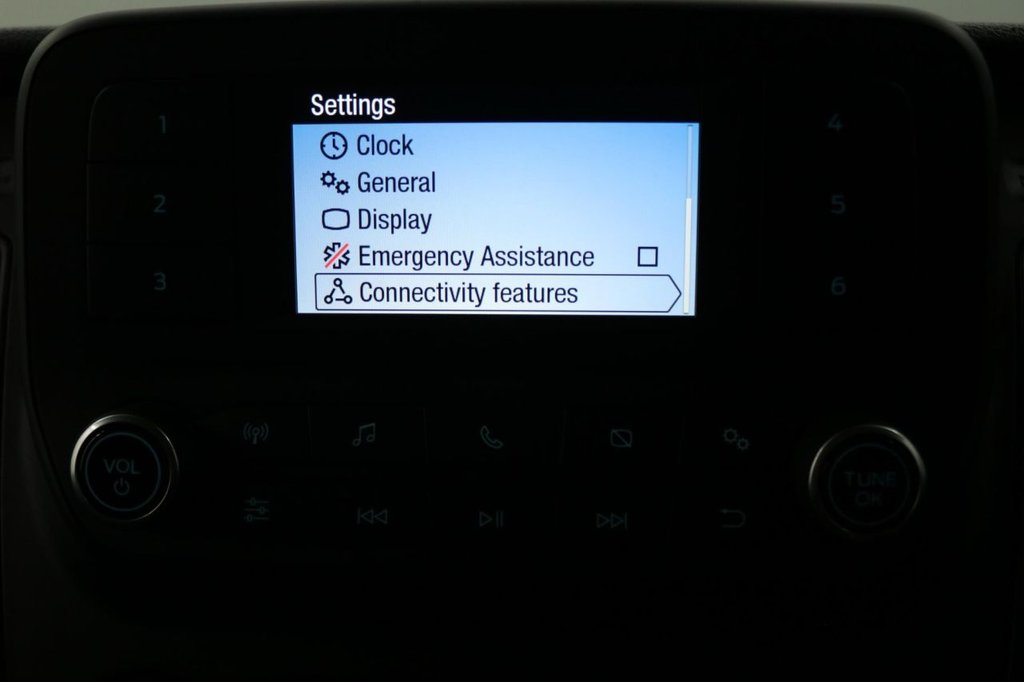 Settings
Clock
General
Display
Emergency Assistance
Connectivity features
1
2
3
4
5
6
VOL
TUNE
OK